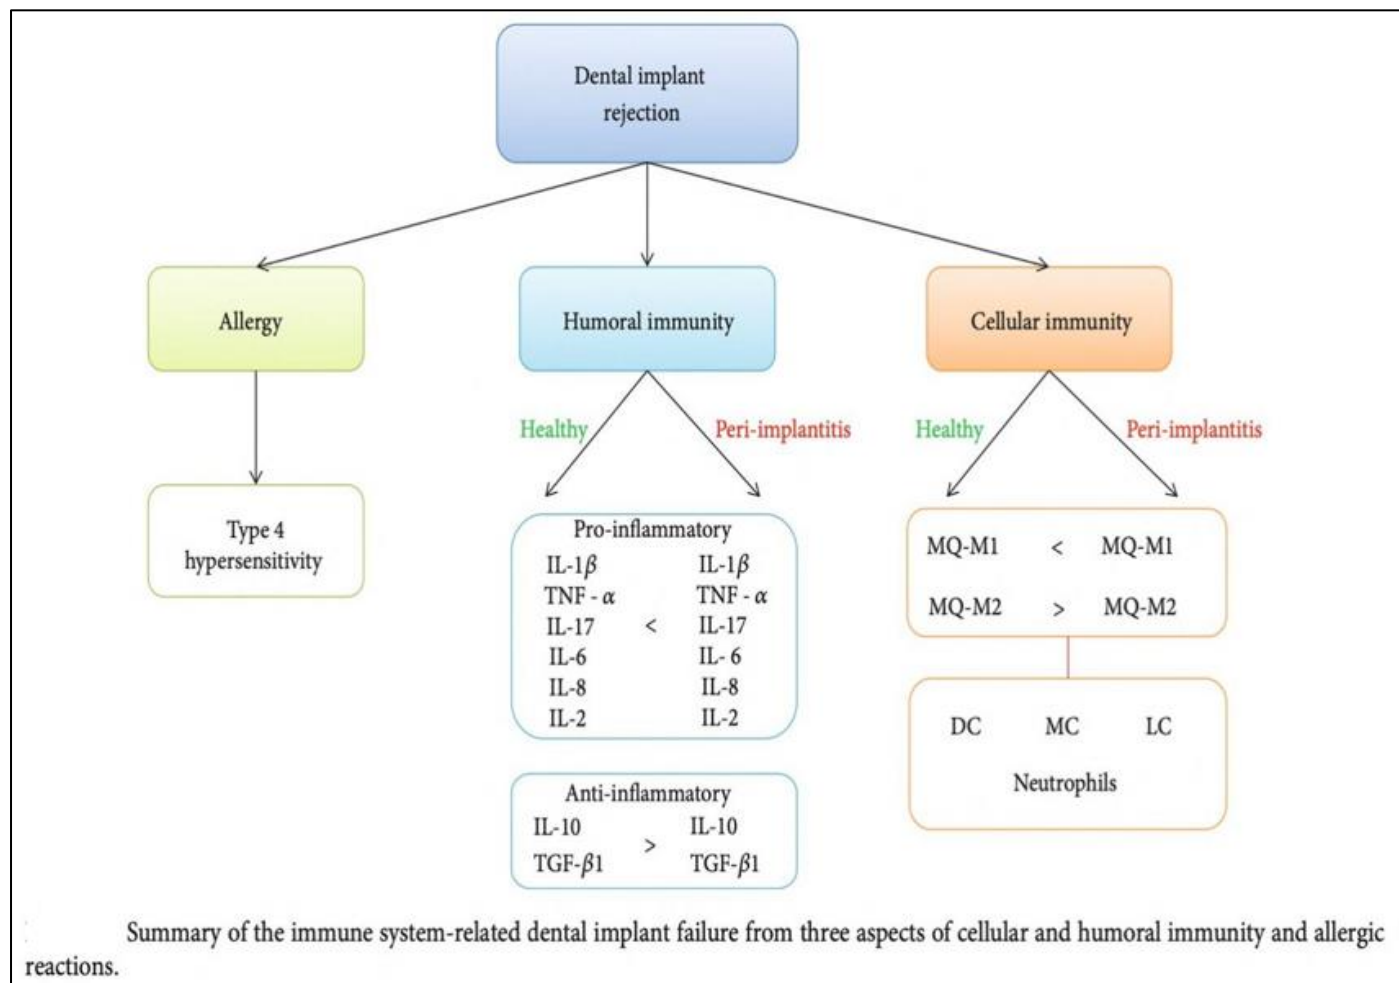 Dental implant
rejection
Allergy
Humoral immunity
Cellular immunity
Healthy
Peri-implantitis
Healthy
Peri-implantitis
Type 4
hypersensitivity
Pro-inflammatory
IL-1β IL-1β
TNF - α TNF - α
IL-17 < IL-17
IL-6 IL- 6
IL-8 IL-8
IL-2 IL-2
Anti-inflammatory
IL-10 IL-10
>
TGF-β1 TGF-β1
MQ-M1 < MQ-M1
MQ-M2 > MQ-M2
DC MC LC
Neutrophils
Summary of the immune system-related dental implant failure from three aspects of cellular and humoral immunity and allergic
reactions.